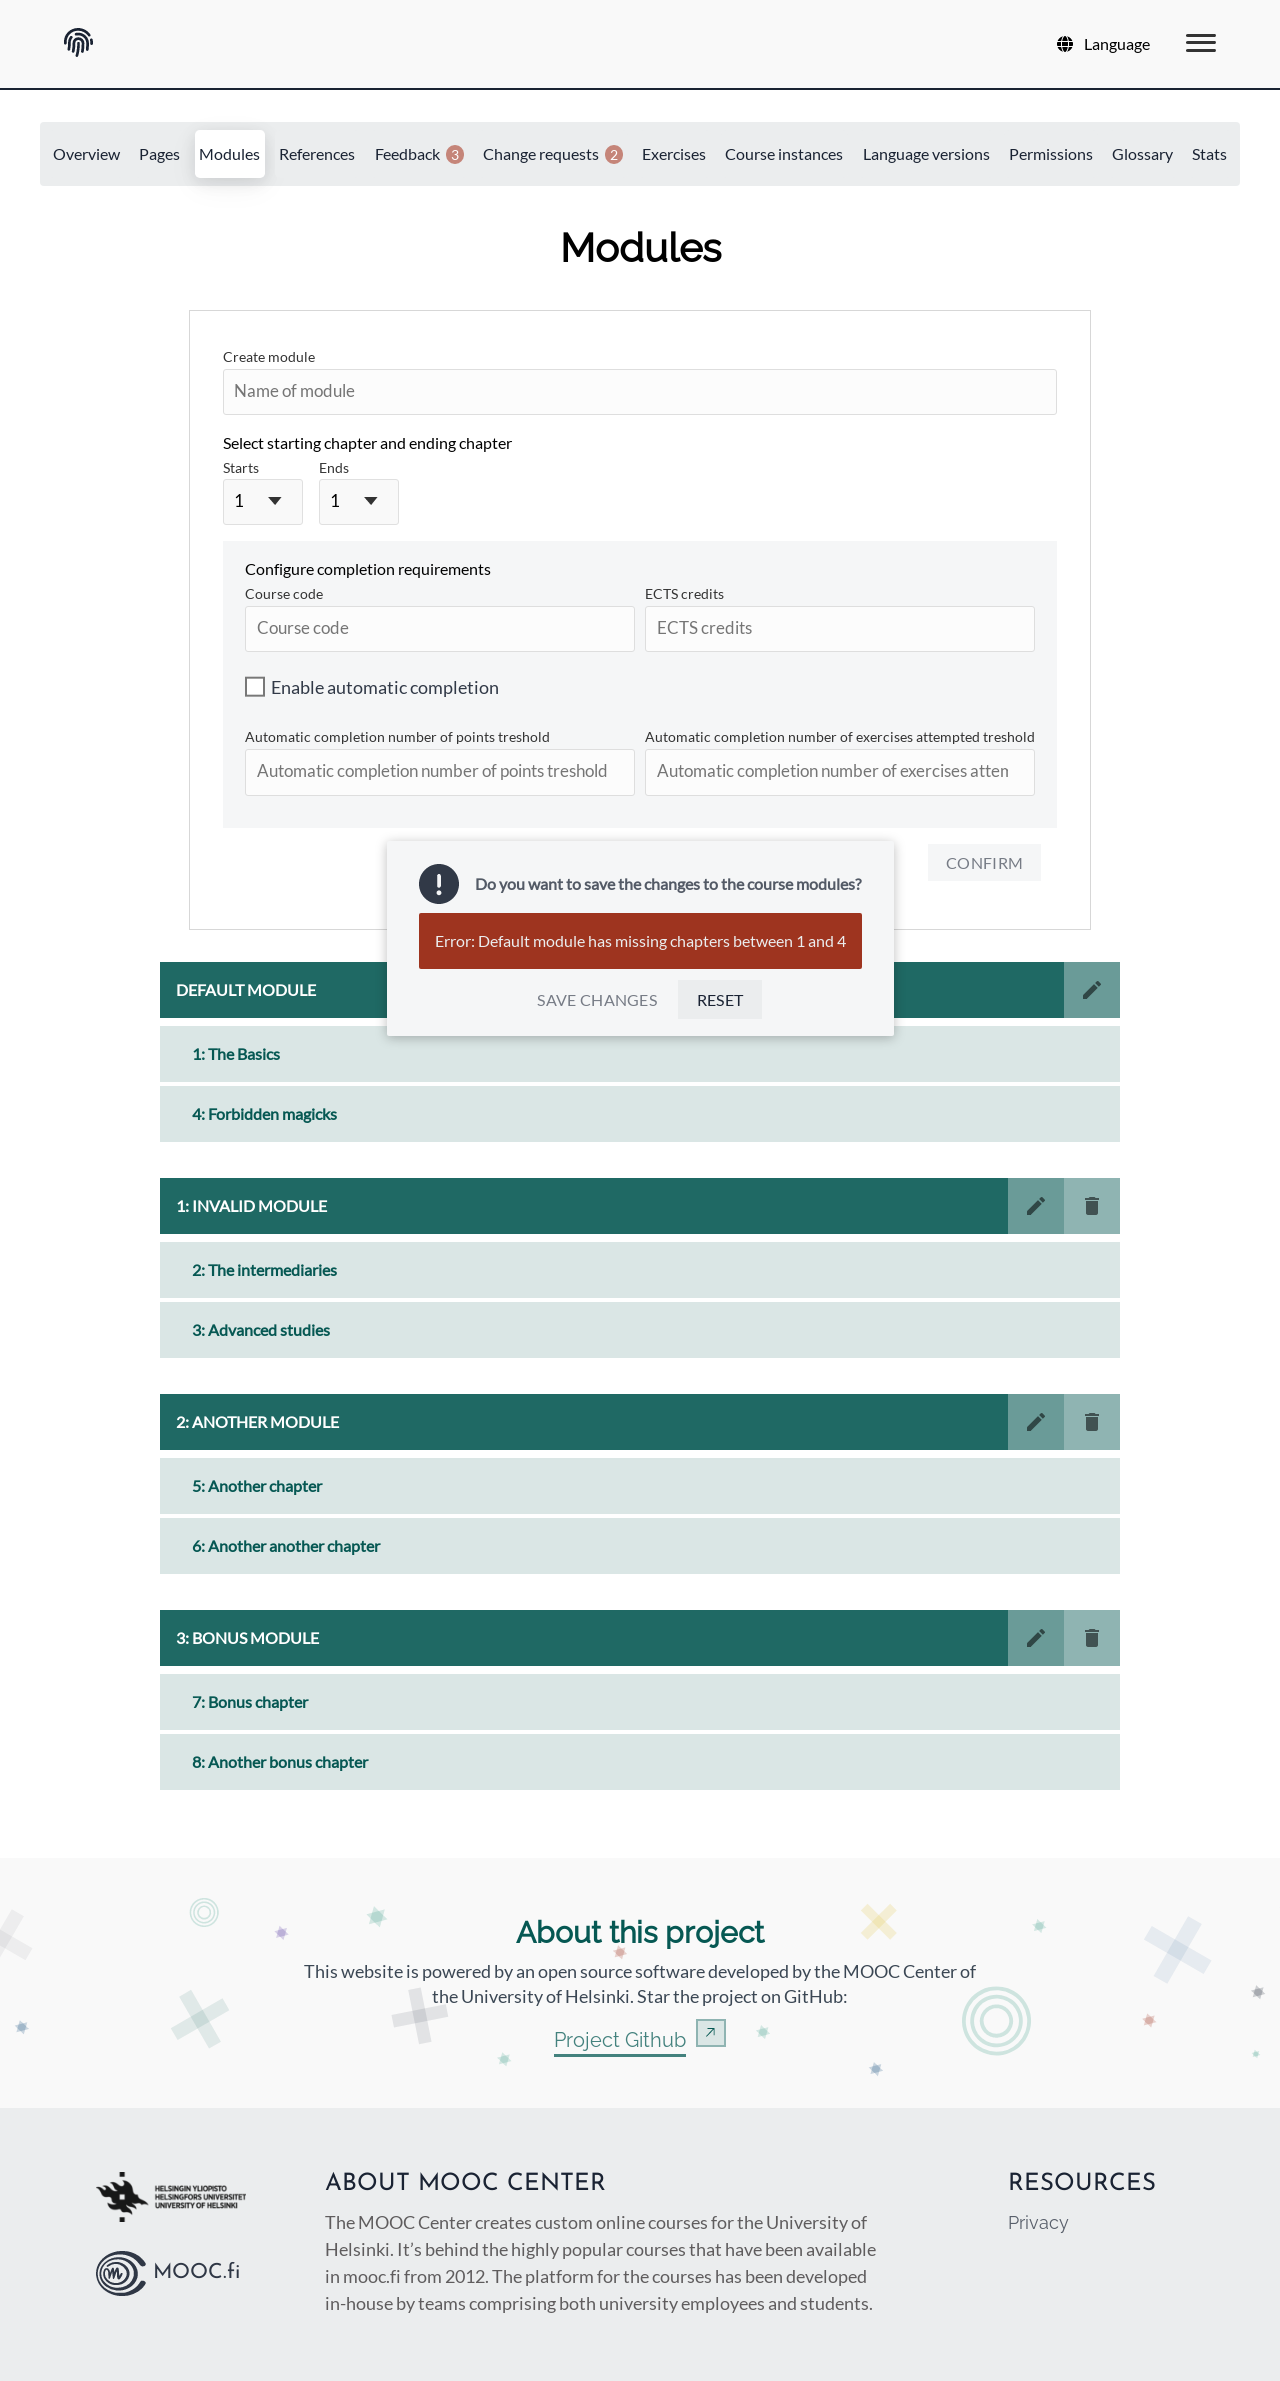 Language
Overview Pages Modules References Feedback 3 Change requests 2 Exercises Course instances Language versions Permissions Glossary Stats
Modules
Create module
Name of module
Select starting chapter and ending chapter
Starts Ends
1 1
Configure completion requirements
Course code ECTS credits
Course code ECTS credits
Enable automatic completion
Automatic completion number of points treshold Automatic completion number of exercises attempted treshold
Automatic completion number of points treshold Automatic completion number of exercises atten
CONFIRM
Do you want to save the changes to the course modules?
Error: Default module has missing chapters between 1 and 4
SAVE CHANGES RESET
DEFAULT MODULE
1: The Basics
4: Forbidden magicks
1: INVALID MODULE
2: The intermediaries
3: Advanced studies
2: ANOTHER MODULE
5: Another chapter
6: Another another chapter
3: BONUS MODULE
7: Bonus chapter
8: Another bonus chapter
About this project
This website is powered by an open source software developed by the MOOC Center of
the University of Helsinki. Star the project on GitHub:
Project Github
HELSINGIN YLIOPISTO
HELSINGFORS UNIVERSITET
UNIVERSITY OF HELSINKI
MOOC.fi
ABOUT MOOC CENTER
The MOOC Center creates custom online courses for the University of
Helsinki. It’s behind the highly popular courses that have been available
in mooc.fi from 2012. The platform for the courses has been developed
in-house by teams comprising both university employees and students.
RESOURCES
Privacy